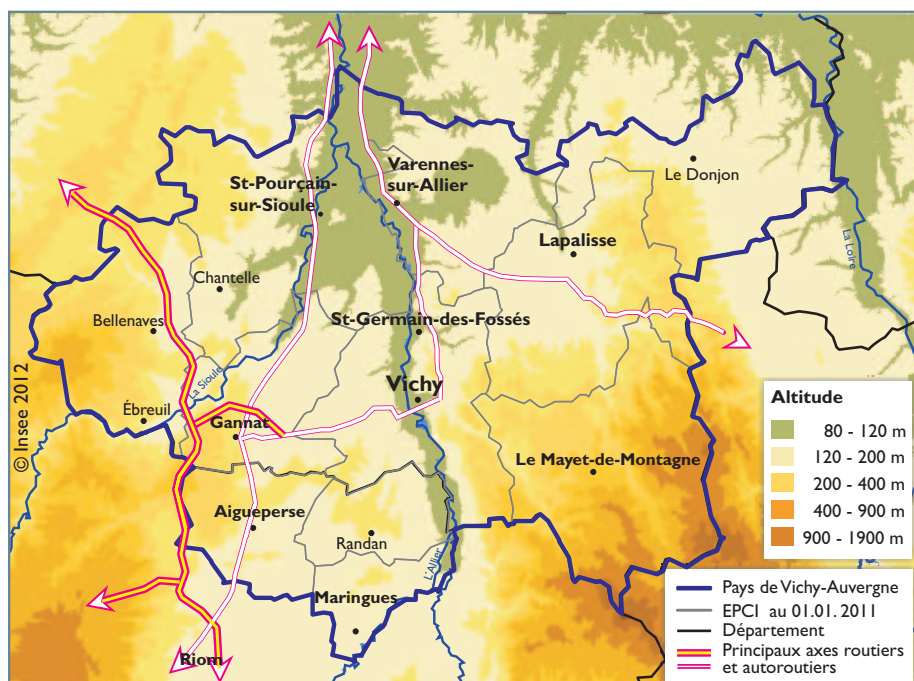 St-Pourçain-
sur-Sioule
Varennes-
sur-Allier
Le Donjon
Lapalisse
La Loire
Chantelle
Bellenaves
St-Germain-des-Fossés
La Sioule
Vichy
Ébreuil
Gannat
Le Mayet-de-Montagne
Aigueperse
Randan
L'Allier
Maringues
Riom
© Insee 2012
Altitude
80 - 120 m
120 - 200 m
200 - 400 m
400 - 900 m
900 - 1900 m
Pays de Vichy-Auvergne
EPCI au 01.01. 2011
Département
Principaux axes routiers
et autoroutiers